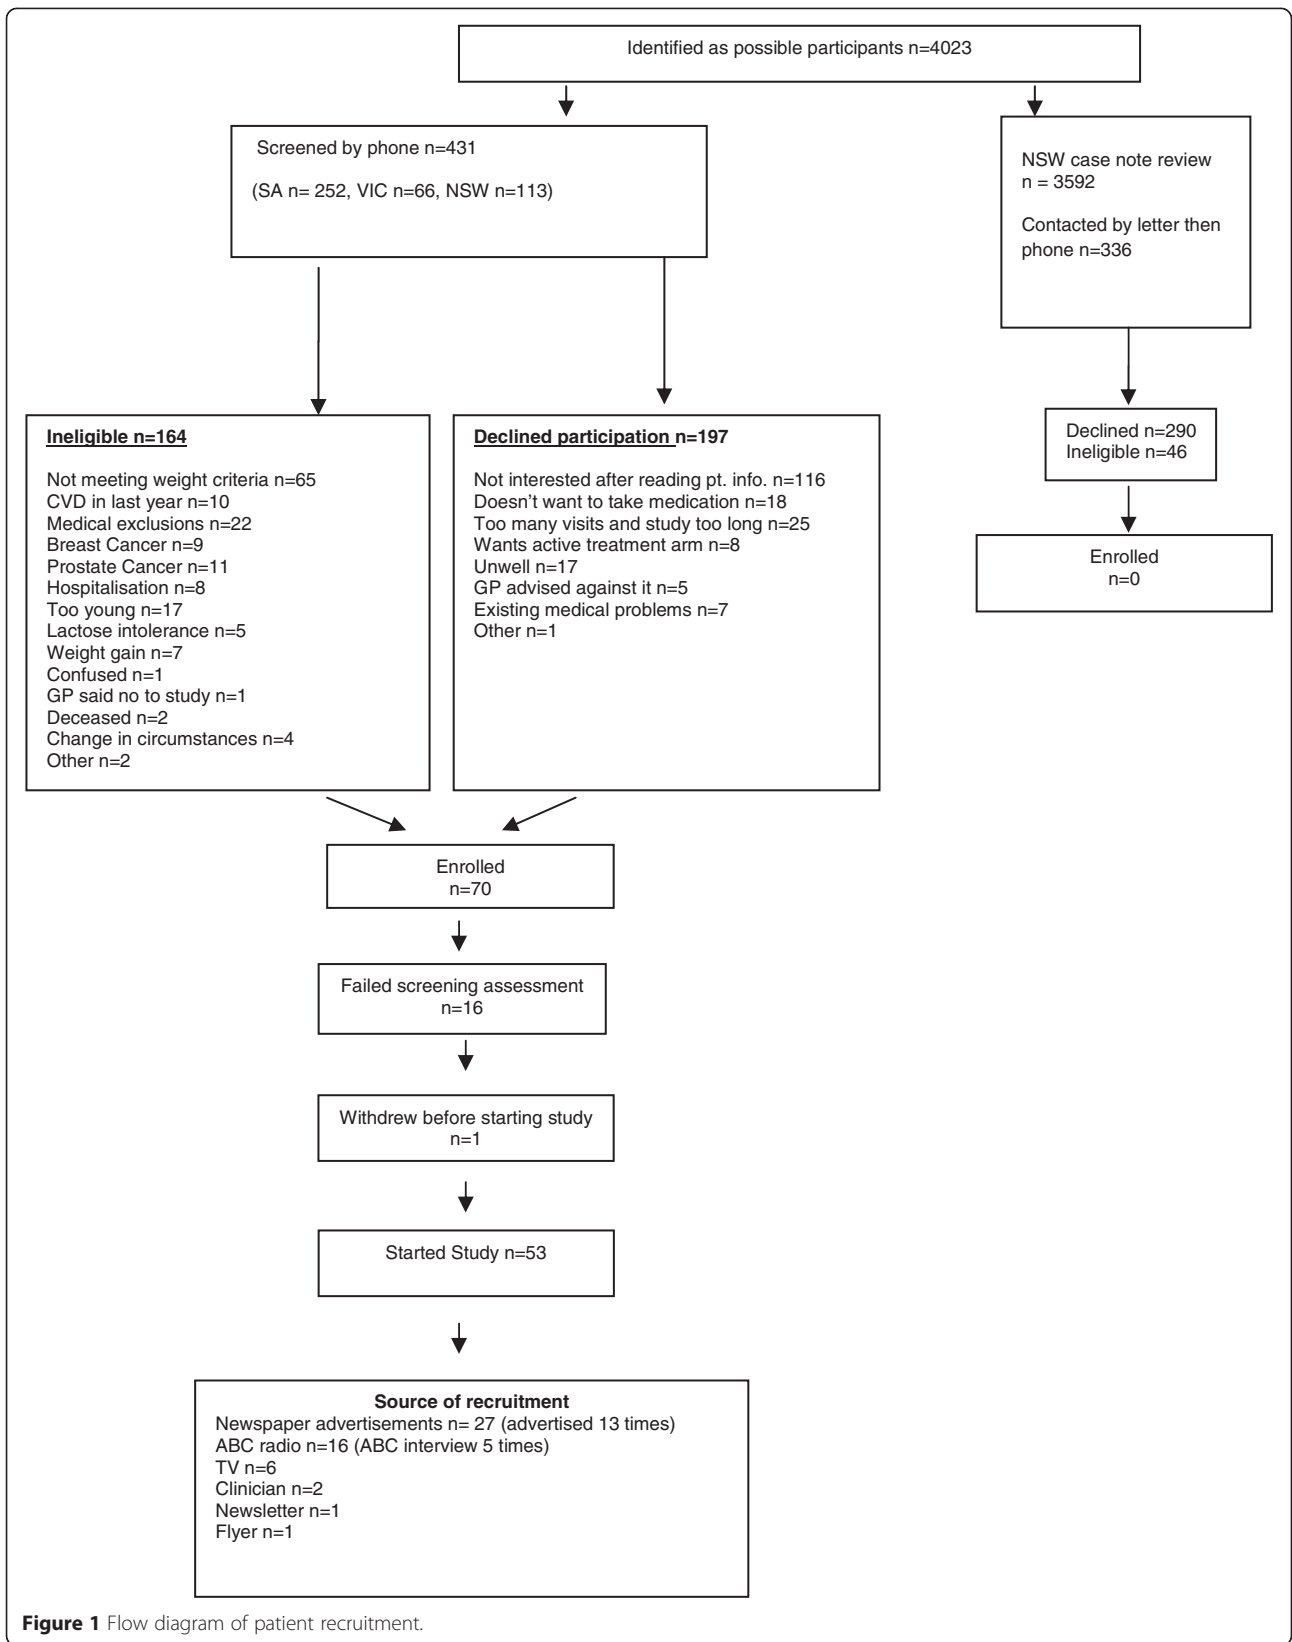 Identified as possible participants n=4023
Screened by phone n=431
(SA n= 252, VIC n=66, NSW n=113)
NSW case note review
n = 3592
Contacted by letter then
phone n=336
Ineligible n=164
Not meeting weight criteria n=65
CVD in last year n=10
Medical exclusions n=22
Breast Cancer n=9
Prostate Cancer n=11
Hospitalisation n=8
Too young n=17
Lactose intolerance n=5
Weight gain n=7
Confused n=1
GP said no to study n=1
Deceased n=2
Change in circumstances n=4
Other n=2
Declined participation n=197
Not interested after reading pt. info. n=116
Doesn't want to take medication n=18
Too many visits and study too long n=25
Wants active treatment arm n=8
Unwell n=17
GP advised against it n=5
Existing medical problems n=7
Other n=1
Declined n=290
Ineligible n=46
Enrolled
n=0
Enrolled
n=70
Failed screening assessment
n=16
Withdrew before starting study
n=1
Started Study n=53
Source of recruitment
Newspaper advertisements n= 27 (advertised 13 times)
ABC radio n=16 (ABC interview 5 times)
TV n=6
Clinician n=2
Newsletter n=1
Flyer n=1
Figure 1 Flow diagram of patient recruitment.